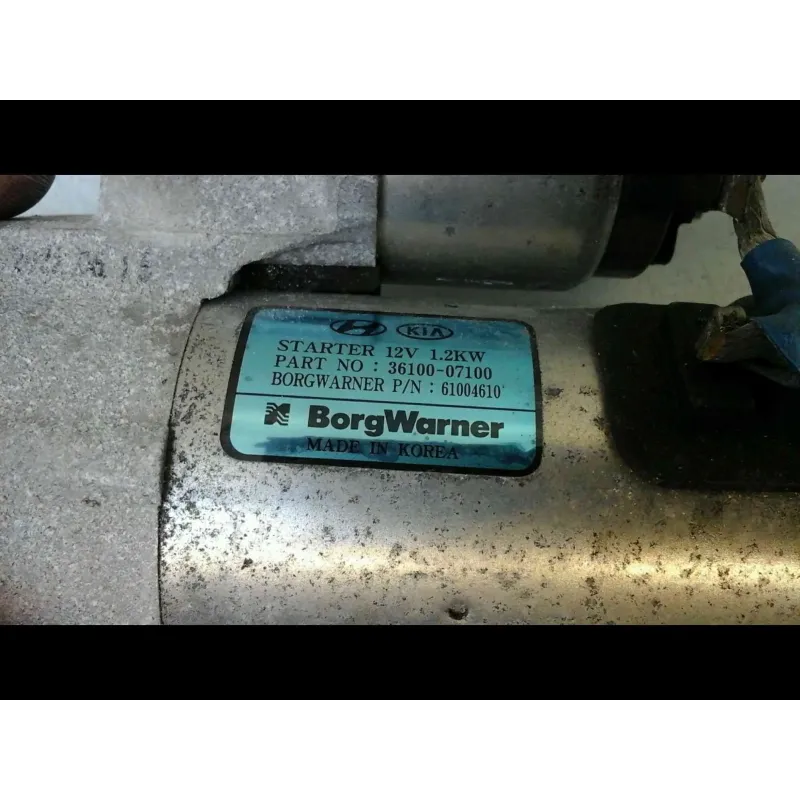 KIA
STARTER 12V 1.2KW
PART NO : 36100-07100
BORGWARNER P/N : 61004610
BorgWarner
MADE IN KOREA